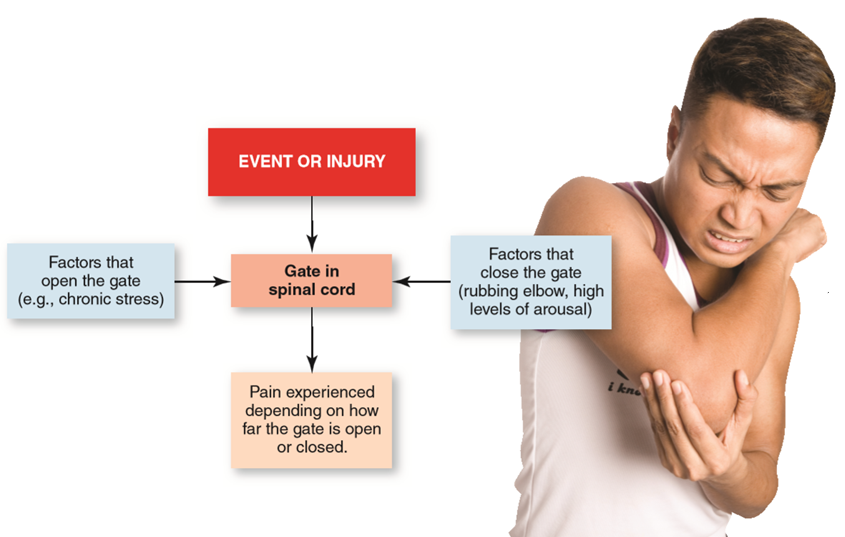 EVENT OR INJURY
Factors that
open the gate
(e.g., chronic stress)
Gate in
spinal cord
Factors that
close the gate
(rubbing elbow, high
levels of arousal)
Pain experienced
depending on how
far the gate is open
or closed.
i